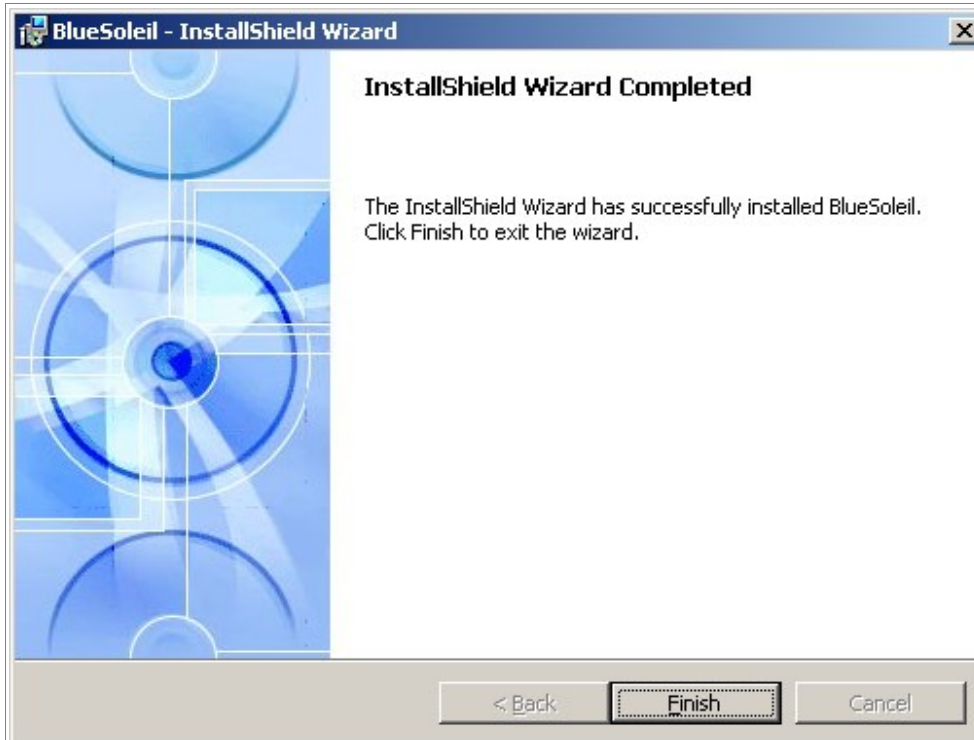 BlueSoleil - InstallShield Wizard
InstallShield Wizard Completed
The InstallShield Wizard has successfully installed BlueSoleil.
Click Finish to exit the wizard.
< Back
Finish
Cancel